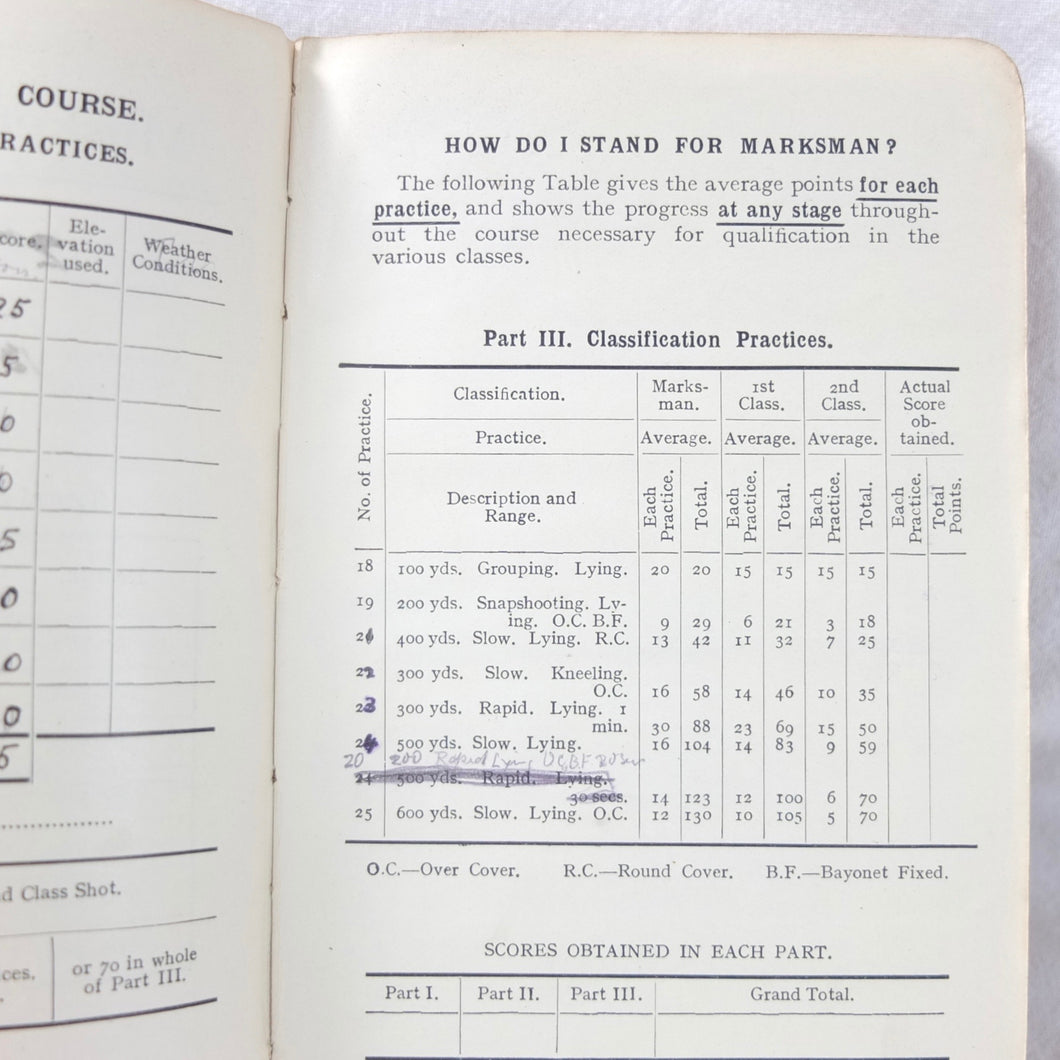 COURSE.
RACTICES.
core.
Ele-
vation
used.
Weather
Conditions.
25
5
0
0
5
0
0
0
5
d Class Shot.
ces.
or 70 in whole
of Part III.
HOW DO I STAND FOR MARKSMAN?
The following Table gives the average points for each
practice, and shows the progress at any stage through-
out the course necessary for qualification in the
various classes.
Part III. Classification Practices.
No. of Practice.
Classification.
Practice.
Description and
Range.
Marks-
man.
Average.
Each
Practice.
Total.
1st
Class.
Average.
Each
Practice.
Total.
2nd
Class.
Average.
Each
Practice.
Total.
Actual
Score
ob-
tained.
Each
Practice.
Total
Points.
18 100 yds. Grouping. Lying. 20 20 15 15 15 15
19 200 yds. Snapshooting. Ly-
ing. O.C. B.F. 9 29 6 21 3 18
21 400 yds. Slow. Lying. R.C. 13 42 11 32 7 25
22 300 yds. Slow. Kneeling.
O.C. 16 58 14 46 10 35
23 300 yds. Rapid. Lying. 1
min. 30 88 23 69 15 50
24 500 yds. Slow. Lying. 16 104 14 83 9 59
20 200 Rapid Lying O.C.B.F 30 Sec
24 500 yds. Rapid. Lying.
30 secs. 14 123 12 100 6 70
25 600 yds. Slow. Lying. O.C. 12 130 10 105 5 70
O.C.—Over Cover. R.C.—Round Cover. B.F.—Bayonet Fixed.
SCORES OBTAINED IN EACH PART.
Part I. Part II. Part III. Grand Total.